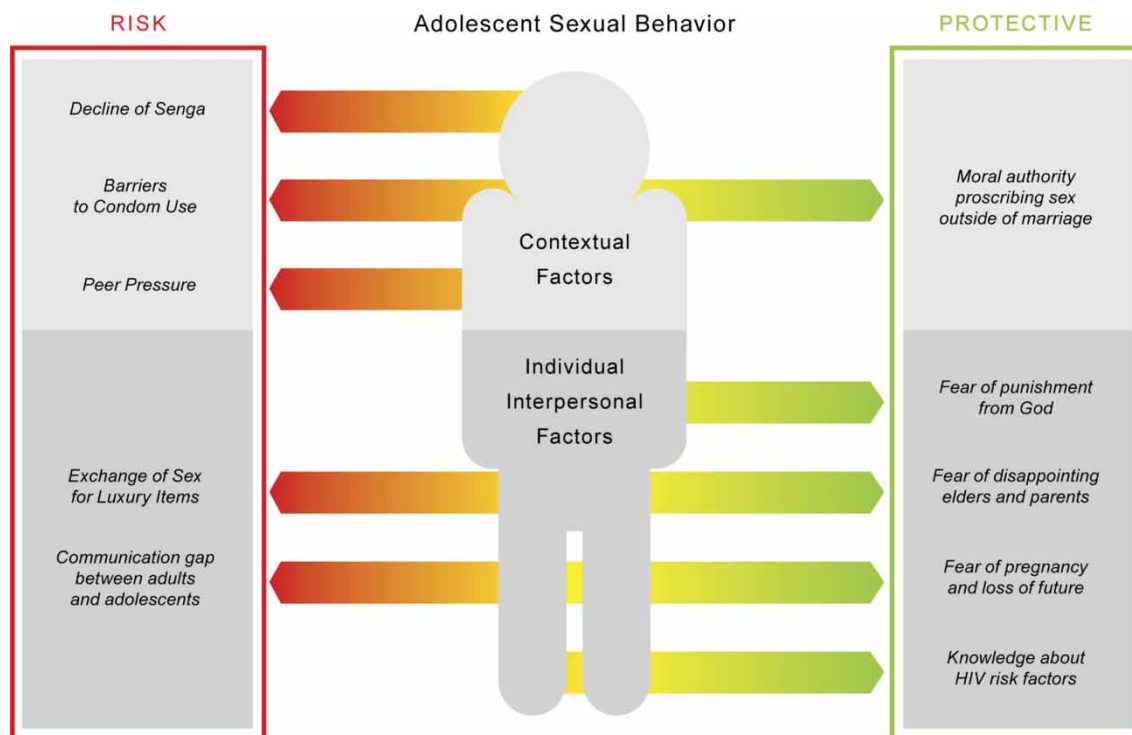 RISK
Adolescent Sexual Behavior
PROTECTIVE
Decline of Senga
Barriers
to Condom Use
Peer Pressure
Exchange of Sex
for Luxury Items
Communication gap
between adults
and adolescents
Contextual
Factors
Individual
Interpersonal
Factors
Moral authority
proscribing sex
outside of marriage
Fear of punishment
from God
Fear of disappointing
elders and parents
Fear of pregnancy
and loss of future
Knowledge about
HIV risk factors